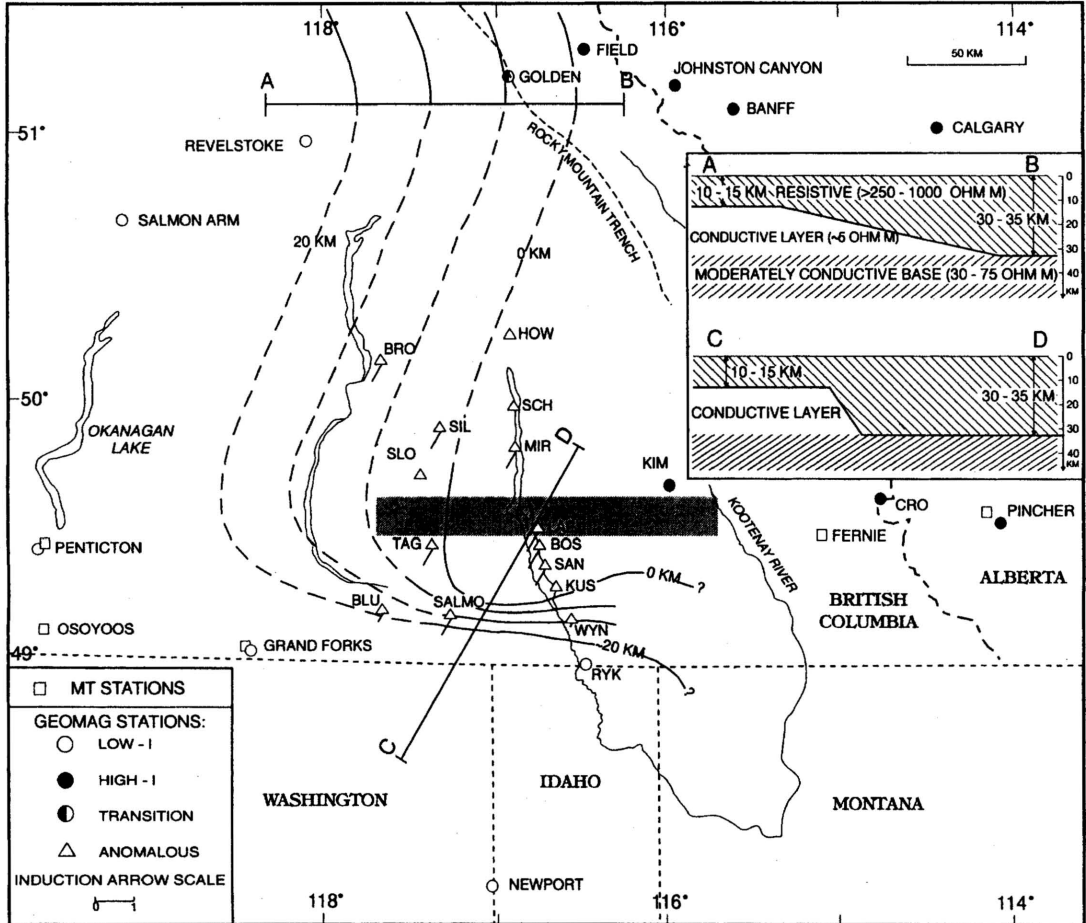 118°
116°
114°
FIELD
50 KM
A
B
GOLDEN
JOHNSTON CANYON
BANFF
51°
REVELSTOKE
ROCKY MOUNTAIN TRENCH
CALGARY
A
B
0
10 - 15 KM RESISTIVE (>250 - 1000 OHM M)
10
30 - 35 KM
20
CONDUCTIVE LAYER (~5 OHM M)
30
MODERATELY CONDUCTIVE BASE (30 - 75 OHM M)
40
KM
SALMON ARM
20 KM
0 KM
HOW
BRO
C
D
0
10 - 15 KM
10
30 - 35 KM
20
CONDUCTIVE LAYER
30
40
KM
50°
SCH
OKANAGAN
LAKE
SIL
D
MIR
SLO
KIM
CRO
PINCHER
KOOTENAY RIVER
FERNIE
PENTICTON
TAG
BOS
SAN
ALBERTA
0 KM
?
KUS
BLU
SALMO
BRITISH
COLUMBIA
WYN
OSOYOOS
GRAND FORKS
~20 KM
49°
RYK
?
MT STATIONS
GEOMAG STATIONS:
LOW - I
HIGH - I
TRANSITION
ANOMALOUS
INDUCTION ARROW SCALE
0 1
C
WASHINGTON
IDAHO
MONTANA
NEWPORT
118°
116°
114°